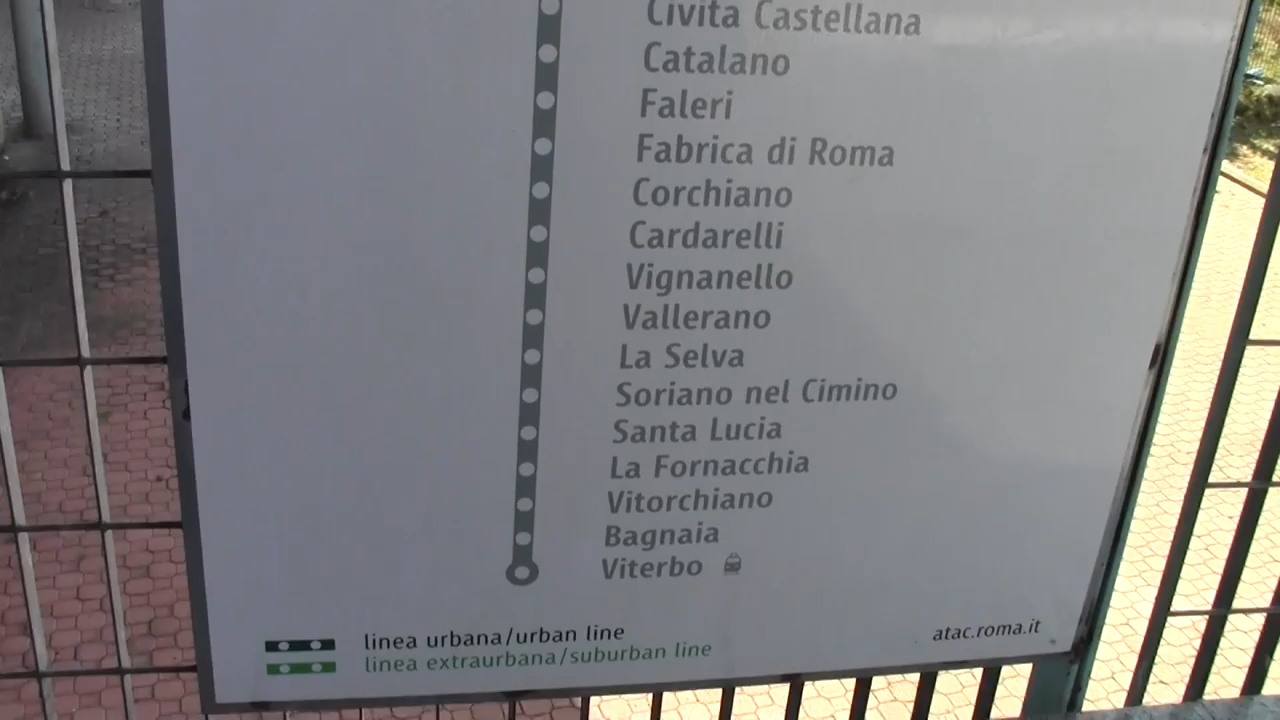 Civita Castellana
Catalano
Faleri
Fabrica di Roma
Corchiano
Cardarelli
Vignanello
Vallerano
La Selva
Soriano nel Cimino
Santa Lucia
La Fornacchia
Vitorchiano
Bagnaia
Viterbo
linea urbana/urban line
linea extraurbana/suburban line
atac.roma.it